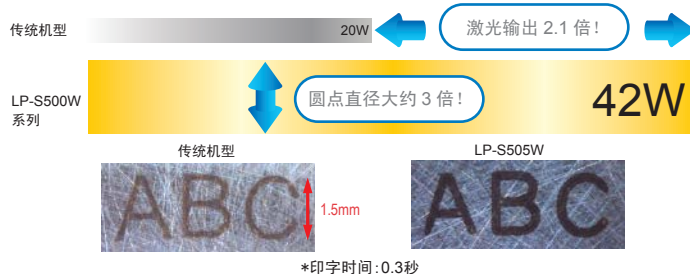 传统机型
20W
激光输出 2.1 倍！
LP-S500W
系列
圆点直径大约 3 倍！
42W
传统机型
LP-S505W
ABC
1.5mm
ABC
*印字时间：0.3秒